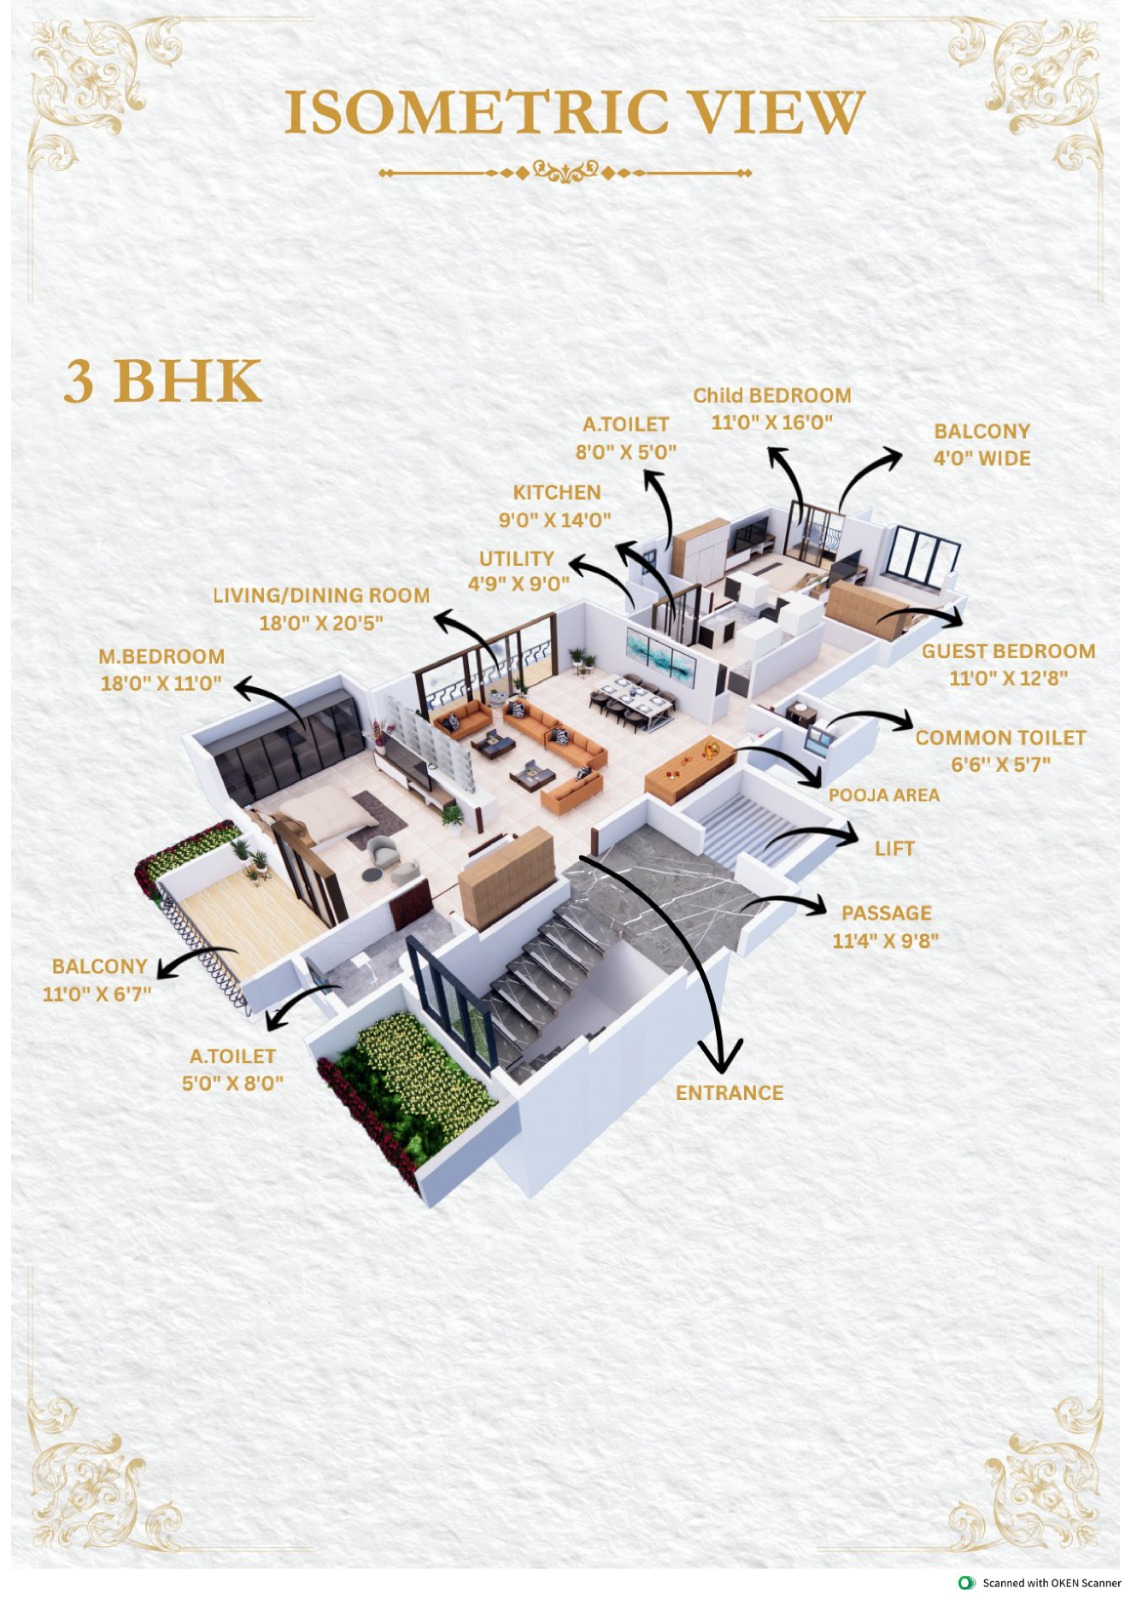 ISOMETRIC VIEW
3 BHK
Child BEDROOM
11'0" X 16'0"
A.TOILET
8'0" X 5'0"
BALCONY
4'0" WIDE
KITCHEN
9'0" X 14'0"
UTILITY
4'9" X 9'0"
LIVING/DINING ROOM
18'0" X 20'5"
M.BEDROOM
18'0" X 11'0"
GUEST BEDROOM
11'0" X 12'8"
COMMON TOILET
6'6" X 5'7"
POOJA AREA
LIFT
PASSAGE
11'4" X 9'8"
BALCONY
11'0" X 6'7"
A.TOILET
5'0" X 8'0"
ENTRANCE
Scanned with OKEN Scanner